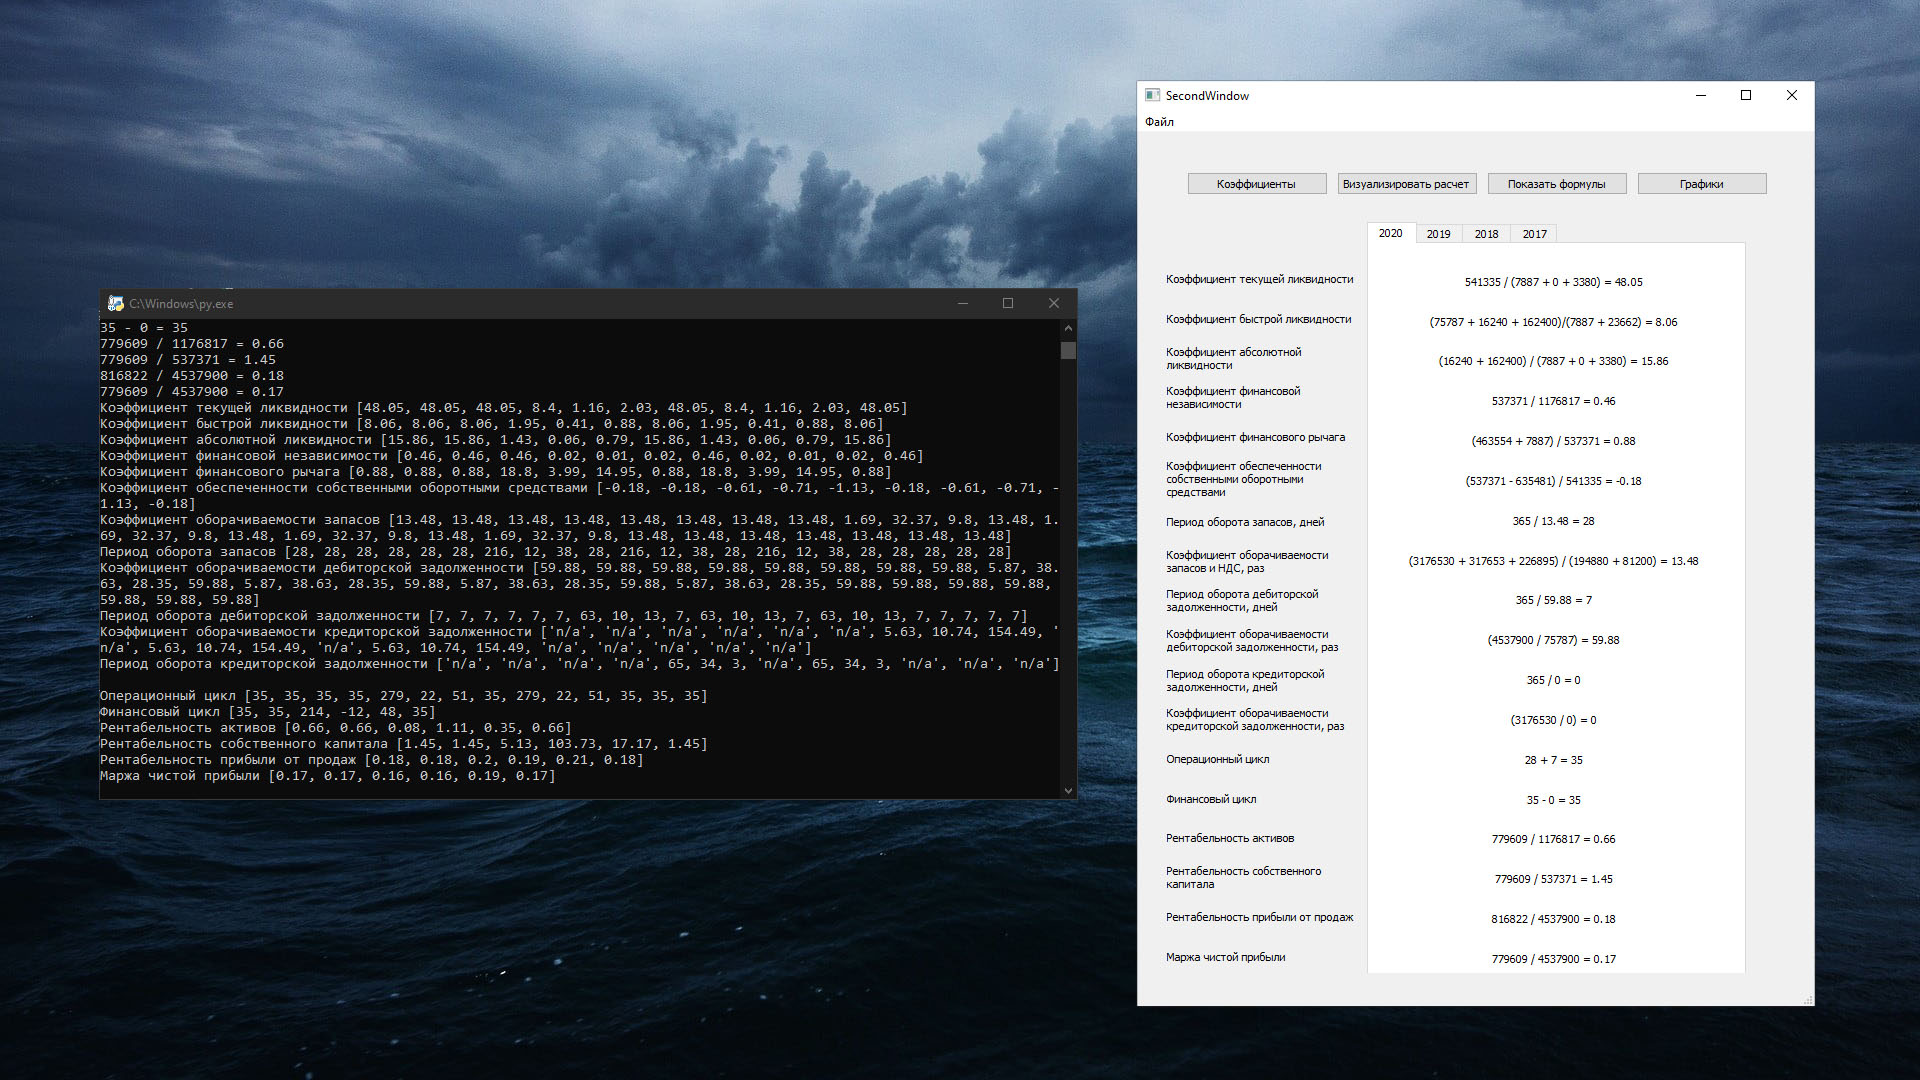 C:\Windows\py.exe
35 - 0 = 35
779609 / 1176817 = 0.66
779609 / 537371 = 1.45
816822 / 4537900 = 0.18
779609 / 4537900 = 0.17
Коэффициент текущей ликвидности [48.05, 48.05, 48.05, 8.4, 1.16, 2.03, 48.05, 8.4, 1.16, 2.03, 48.05]
Коэффициент быстрой ликвидности [8.06, 8.06, 8.06, 1.95, 0.41, 0.88, 8.06, 1.95, 0.41, 0.88, 8.06]
Коэффициент абсолютной ликвидности [15.86, 15.86, 1.43, 0.06, 0.79, 15.86, 1.43, 0.06, 0.79, 15.86]
Коэффициент финансовой независимости [0.46, 0.46, 0.46, 0.02, 0.01, 0.02, 0.46, 0.02, 0.01, 0.02, 0.46]
Коэффициент финансового рычага [0.88, 0.88, 0.88, 18.8, 3.99, 14.95, 0.88, 18.8, 3.99, 14.95, 0.88]
Коэффициент обеспеченности собственными оборотными средствами [-0.18, -0.18, -0.61, -0.71, -1.13, -0.18, -0.61, -0.71, -
1.13, -0.18]
Коэффициент оборачиваемости запасов [13.48, 13.48, 13.48, 13.48, 13.48, 13.48, 13.48, 13.48, 1.69, 32.37, 9.8, 13.48, 1.
69, 32.37, 9.8, 13.48, 1.69, 32.37, 9.8, 13.48, 1.69, 32.37, 9.8, 13.48, 13.48, 13.48, 13.48, 13.48, 13.48, 13.48]
Период оборота запасов [28, 28, 28, 28, 28, 28, 216, 12, 38, 28, 216, 12, 38, 28, 216, 12, 38, 28, 28, 28, 28, 28]
Коэффициент оборачиваемости дебиторской задолженности [59.88, 59.88, 59.88, 59.88, 59.88, 59.88, 59.88, 59.88, 5.87, 38.
63, 28.35, 59.88, 5.87, 38.63, 28.35, 59.88, 5.87, 38.63, 28.35, 59.88, 5.87, 38.63, 28.35, 59.88, 59.88, 59.88, 59.88,
59.88, 59.88, 59.88]
Период оборота дебиторской задолженности [7, 7, 7, 7, 7, 7, 63, 10, 13, 7, 63, 10, 13, 7, 63, 10, 13, 7, 7, 7, 7, 7]
Коэффициент оборачиваемости кредиторской задолженности ['n/a', 'n/a', 'n/a', 'n/a', 'n/a', 'n/a', 5.63, 10.74, 154.49, '
n/a', 5.63, 10.74, 154.49, 'n/a', 5.63, 10.74, 154.49, 'n/a', 'n/a', 'n/a', 'n/a', 'n/a']
Период оборота кредиторской задолженности ['n/a', 'n/a', 'n/a', 'n/a', 65, 34, 3, 'n/a', 65, 34, 3, 'n/a', 'n/a', 'n/a']
Операционный цикл [35, 35, 35, 35, 279, 22, 51, 35, 279, 22, 51, 35, 35, 35]
Финансовый цикл [35, 35, 214, -12, 48, 35]
Рентабельность активов [0.66, 0.66, 0.08, 1.11, 0.35, 0.66]
Рентабельность собственного капитала [1.45, 1.45, 5.13, 103.73, 17.17, 1.45]
Рентабельность прибыли от продаж [0.18, 0.18, 0.2, 0.19, 0.21, 0.18]
Маржа чистой прибыли [0.17, 0.17, 0.16, 0.16, 0.19, 0.17]
SecondWindow
Файл
Коэффициенты Визуализировать расчет Показать формулы Графики
2020 2019 2018 2017
Коэффициент текущей ликвидности 541335 / (7887 + 0 + 3380) = 48.05
Коэффициент быстрой ликвидности (75787 + 16240 + 162400)/(7887 + 23662) = 8.06
Коэффициент абсолютной
ликвидности (16240 + 162400) / (7887 + 0 + 3380) = 15.86
Коэффициент финансовой
независимости 537371 / 1176817 = 0.46
Коэффициент финансового рычага (463554 + 7887) / 537371 = 0.88
Коэффициент обеспеченности
собственными оборотными
средствами (537371 - 635481) / 541335 = -0.18
Период оборота запасов, дней 365 / 13.48 = 28
Коэффициент оборачиваемости
запасов и НДС, раз (3176530 + 317653 + 226895) / (194880 + 81200) = 13.48
Период оборота дебиторской
задолженности, дней 365 / 59.88 = 7
Коэффициент оборачиваемости
дебиторской задолженности, раз (4537900 / 75787) = 59.88
Период оборота кредиторской
задолженности, дней 365 / 0 = 0
Коэффициент оборачиваемости
кредиторской задолженности, раз (3176530 / 0) = 0
Операционный цикл 28 + 7 = 35
Финансовый цикл 35 - 0 = 35
Рентабельность активов 779609 / 1176817 = 0.66
Рентабельность собственного
капитала 779609 / 537371 = 1.45
Рентабельность прибыли от продаж 816822 / 4537900 = 0.18
Маржа чистой прибыли 779609 / 4537900 = 0.17